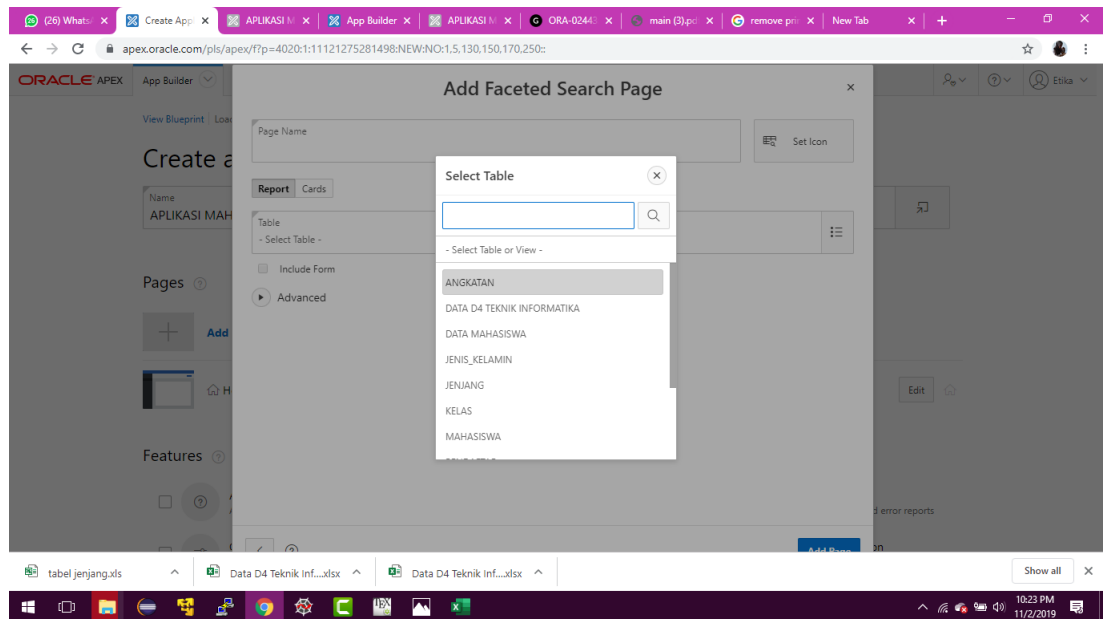 (26) WhatsA
Create App
APLIKASI M
App Builder
APLIKASI M
ORA-02443
main (3).pd
remove prin
New Tab
apex.oracle.com/pls/apex/f?p=4020:1:11121275281498:NEW:NO:1,5,130,150,170,250::
ORACLE APEX
App Builder
Etika
Add Faceted Search Page
View Blueprint
Load
Page Name
Set Icon
Create a
Select Table
Report
Cards
Name
APLIKASI MAH
Table
- Select Table -
- Select Table or View -
Include Form
Advanced
Pages
ANGKATAN
DATA D4 TEKNIK INFORMATIKA
DATA MAHASISWA
JENIS_KELAMIN
JENJANG
KELAS
MAHASISWA
Add
H
Edit
Features
d error reports
Add Page
on
tabel jenjang.xls
Data D4 Teknik Inf....xlsx
Data D4 Teknik Inf....xlsx
Show all
10:23 PM
11/2/2019